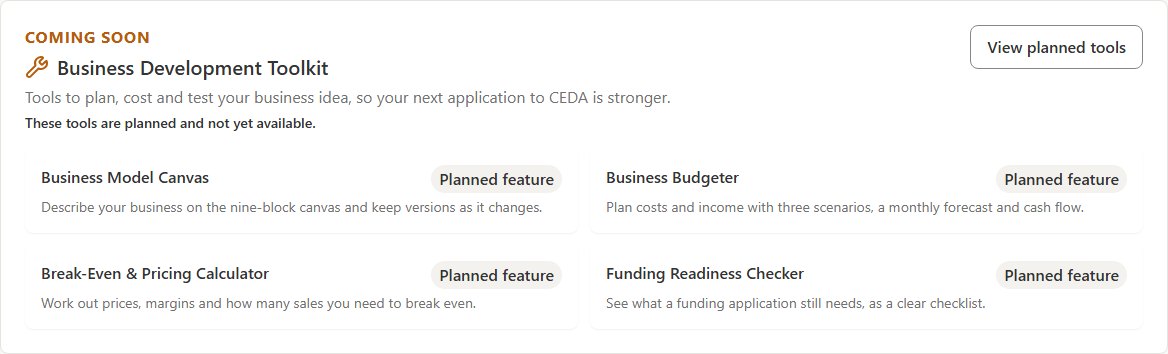 COMING SOON
Business Development Toolkit
View planned tools
Tools to plan, cost and test your business idea, so your next application to CEDA is stronger.
These tools are planned and not yet available.
Business Model Canvas
Planned feature
Describe your business on the nine-block canvas and keep versions as it changes.
Business Budgeter
Planned feature
Plan costs and income with three scenarios, a monthly forecast and cash flow.
Break-Even & Pricing Calculator
Planned feature
Work out prices, margins and how many sales you need to break even.
Funding Readiness Checker
Planned feature
See what a funding application still needs, as a clear checklist.